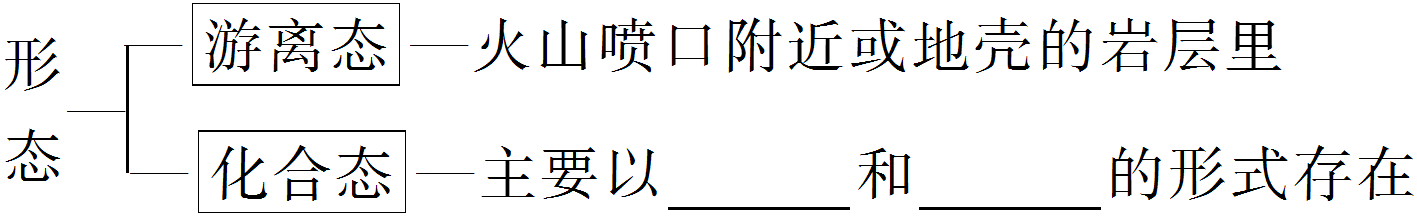 形态
游离态 火山喷口附近或地壳的岩层里
化合态 主要以______和______的形式存在